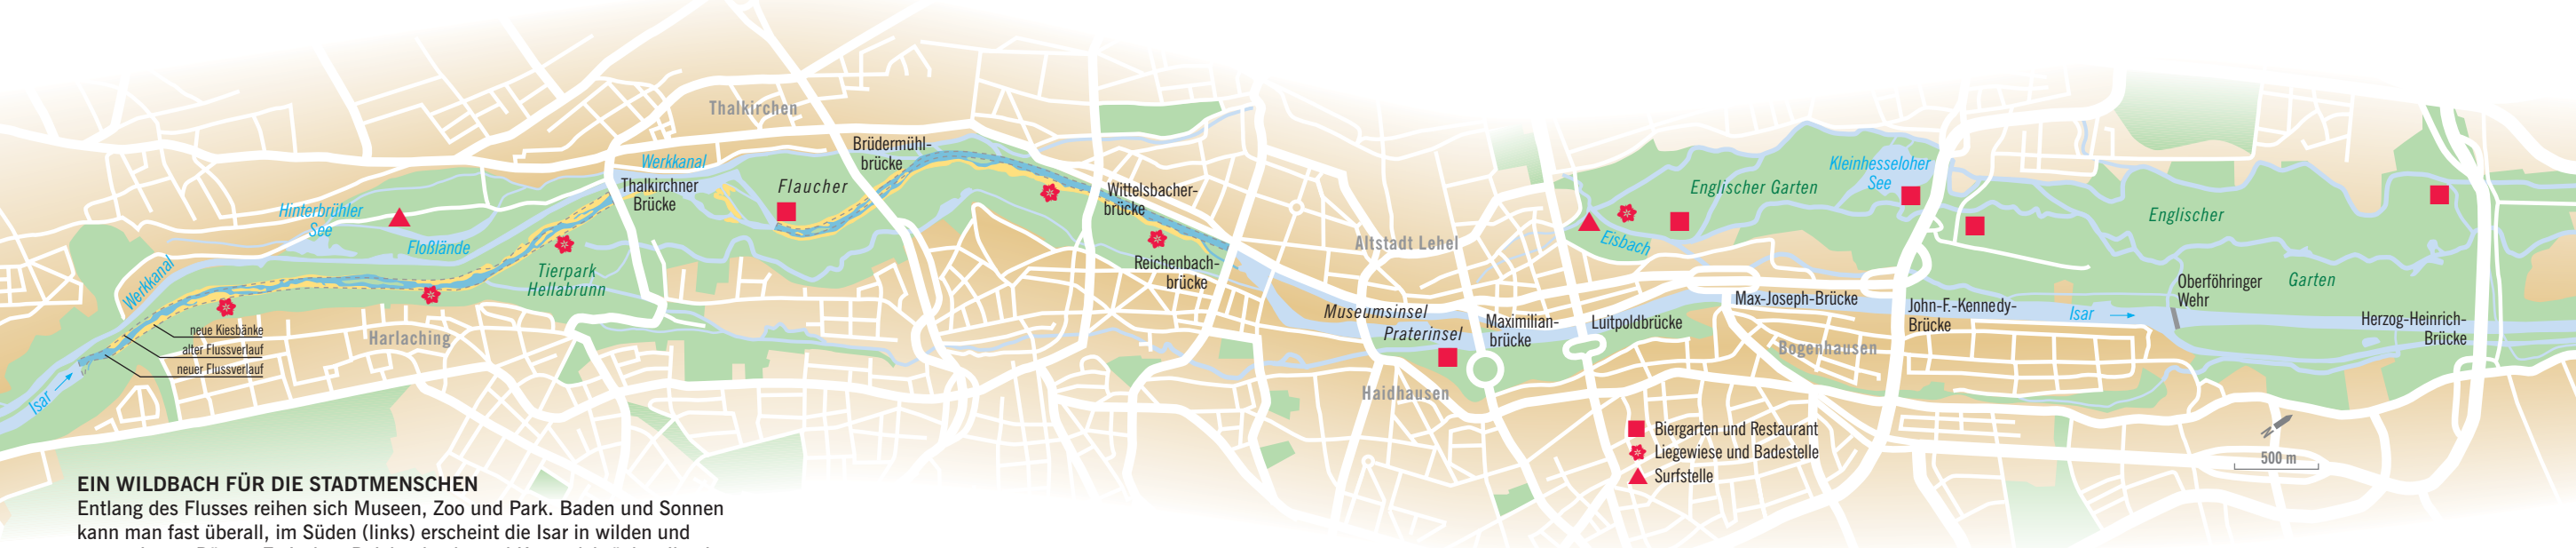 Thalkirchen
Brüdermühl-
brücke
Werkkanal
Thalkirchner
Brücke
Flaucher
Wittelsbacher-
brücke
Hinterbrühler
See
Floßlände
Werkkanal
Tierpark
Hellabrunn
Reichenbach-
brücke
neue Kiesbänke
alter Flussverlauf
neuer Flussverlauf
Harlaching
Isar
Altstadt Lehel
Museumsinsel
Praterinsel
Maximilian-
brücke
Haidhausen
Luitpoldbrücke
Eisbach
Englischer Garten
Kleinhesseloher
See
Max-Joseph-Brücke
John-F.-Kennedy-
Brücke
Bogenhausen
Isar
Englischer
Garten
Oberföhringer
Wehr
Herzog-Heinrich-
Brücke
Biergarten und Restaurant
Liegewiese und Badestelle
Surfstelle
N
500 m
EIN WILDBACH FÜR DIE STADTMENSCHEN
Entlang des Flusses reihen sich Museen, Zoo und Park. Baden und Sonnen
kann man fast überall, im Süden (links) erscheint die Isar in wilden und